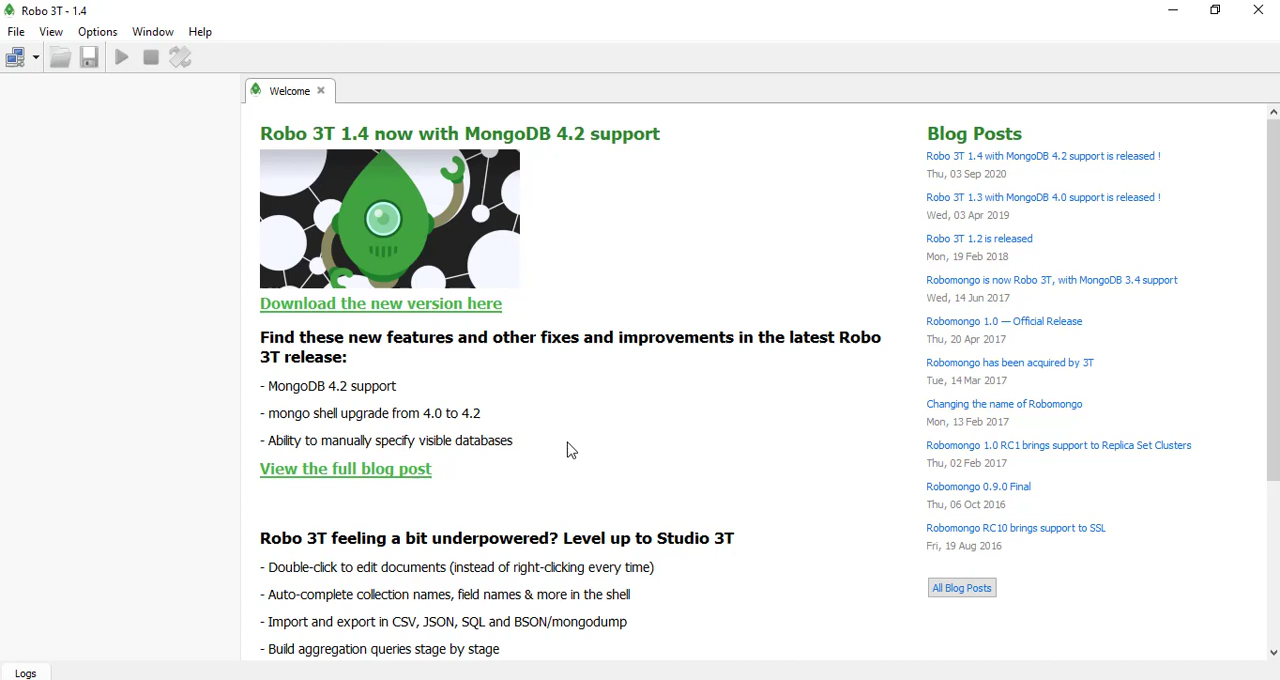 Robo 3T - 1.4
File View Options Window Help
Welcome
Robo 3T 1.4 now with MongoDB 4.2 support
Download the new version here
Find these new features and other fixes and improvements in the latest Robo
3T release:
- MongoDB 4.2 support
- mongo shell upgrade from 4.0 to 4.2
- Ability to manually specify visible databases
View the full blog post
Robo 3T feeling a bit underpowered? Level up to Studio 3T
- Double-click to edit documents (instead of right-clicking every time)
- Auto-complete collection names, field names & more in the shell
- Import and export in CSV, JSON, SQL and BSON/mongodump
- Build aggregation queries stage by stage
Blog Posts
Robo 3T 1.4 with MongoDB 4.2 support is released !
Thu, 03 Sep 2020
Robo 3T 1.3 with MongoDB 4.0 support is released !
Wed, 03 Apr 2019
Robo 3T 1.2 is released
Mon, 19 Feb 2018
Robomongo is now Robo 3T, with MongoDB 3.4 support
Wed, 14 Jun 2017
Robomongo 1.0 — Official Release
Thu, 20 Apr 2017
Robomongo has been acquired by 3T
Tue, 14 Mar 2017
Changing the name of Robomongo
Mon, 13 Feb 2017
Robomongo 1.0 RC1 brings support to Replica Set Clusters
Thu, 02 Feb 2017
Robomongo 0.9.0 Final
Thu, 06 Oct 2016
Robomongo RC10 brings support to SSL
Fri, 19 Aug 2016
All Blog Posts
Logs